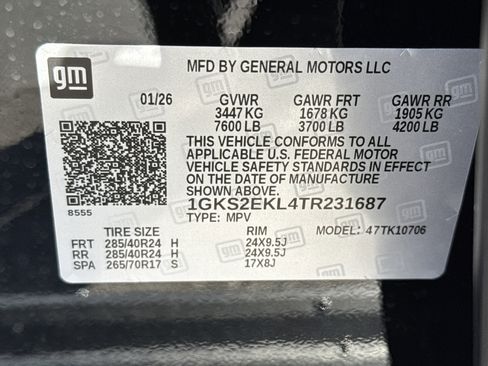 gm
MFD BY GENERAL MOTORS LLC
01/26 GVWR GAWR FRT GAWR RR
3447 KG 1678 KG 1905 KG
7600 LB 3700 LB 4200 LB
THIS VEHICLE CONFORMS TO ALL
APPLICABLE U.S. FEDERAL MOTOR
VEHICLE SAFETY STANDARDS IN EFFECT
ON THE DATE OF MANUFACTURE
SHOWN ABOVE.
8555
1GKS2EKL4TR231687
TYPE: MPV MODEL: 47TK10706
TIRE SIZE RIM
FRT 285/40R24 H 24X9.5J
RR 285/40R24 H 24X9.5J
SPA 265/70R17 S 17X8J